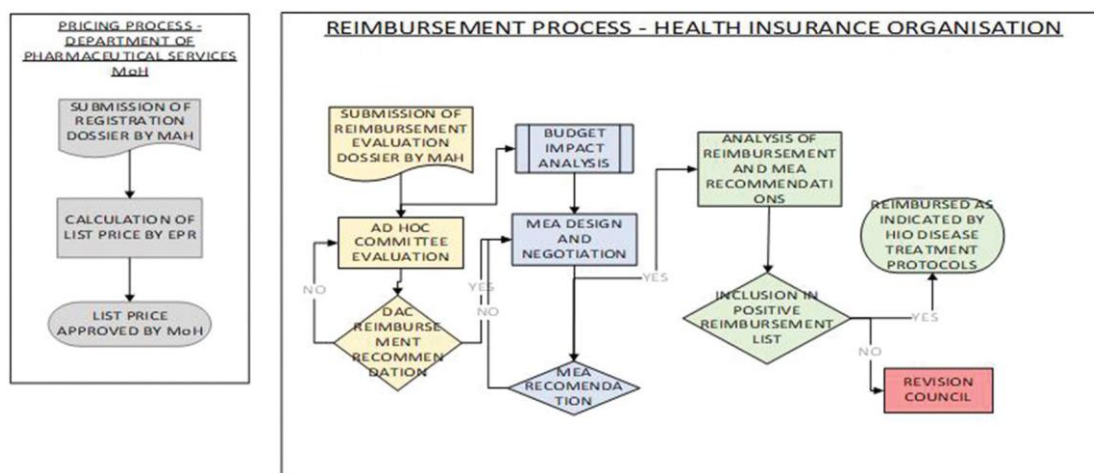 PRICING PROCESS -
DEPARTMENT OF
PHARMACEUTICAL SERVICES
MoH
SUBMISSION OF
REGISTRATION
DOSSIER BY MAH
CALCULATION OF
LIST PRICE BY EPR
LIST PRICE
APPROVED BY MoH
REIMBURSEMENT PROCESS - HEALTH INSURANCE ORGANISATION
SUBMISSION OF
REIMBURSEMENT
EVALUATION
DOSSIER BY MAH
AD HOC
COMMITTEE
EVALUATION
NO
DAC
REIMBURSE
MENT
RECOMMEN
DATION
YES
NO
BUDGET
IMPACT
ANALYSIS
MEA DESIGN
AND
NEGOTIATION
MEA
RECOMENDA
TION
YES
ANALYSIS OF
REIMBURSEMENT
AND MEA
RECOMMENDATI
ONS
INCLUSION IN
POSITIVE
REIMBURSEMENT
LIST
YES
REIMBURSED AS
INDICATED BY
HIO DISEASE
TREATMENT
PROTOCOLS
NO
REVISION
COUNCIL